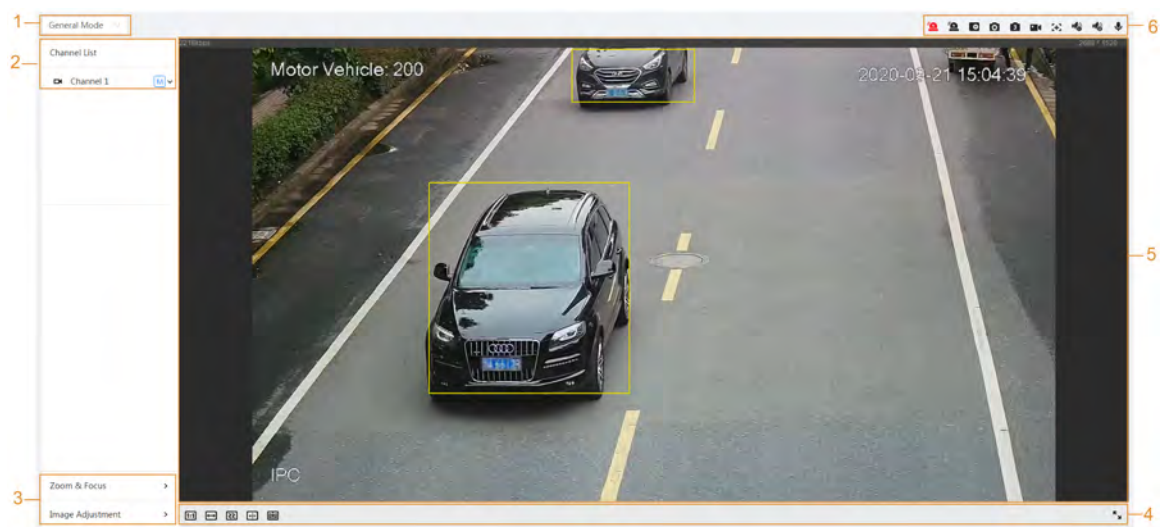 1
General Mode
6
2
Channel List
Channel 1
Motor Vehicle: 200
2020-03-21 15:04:39
5
IPC
3
Zoom & Focus
Image Adjustment
4